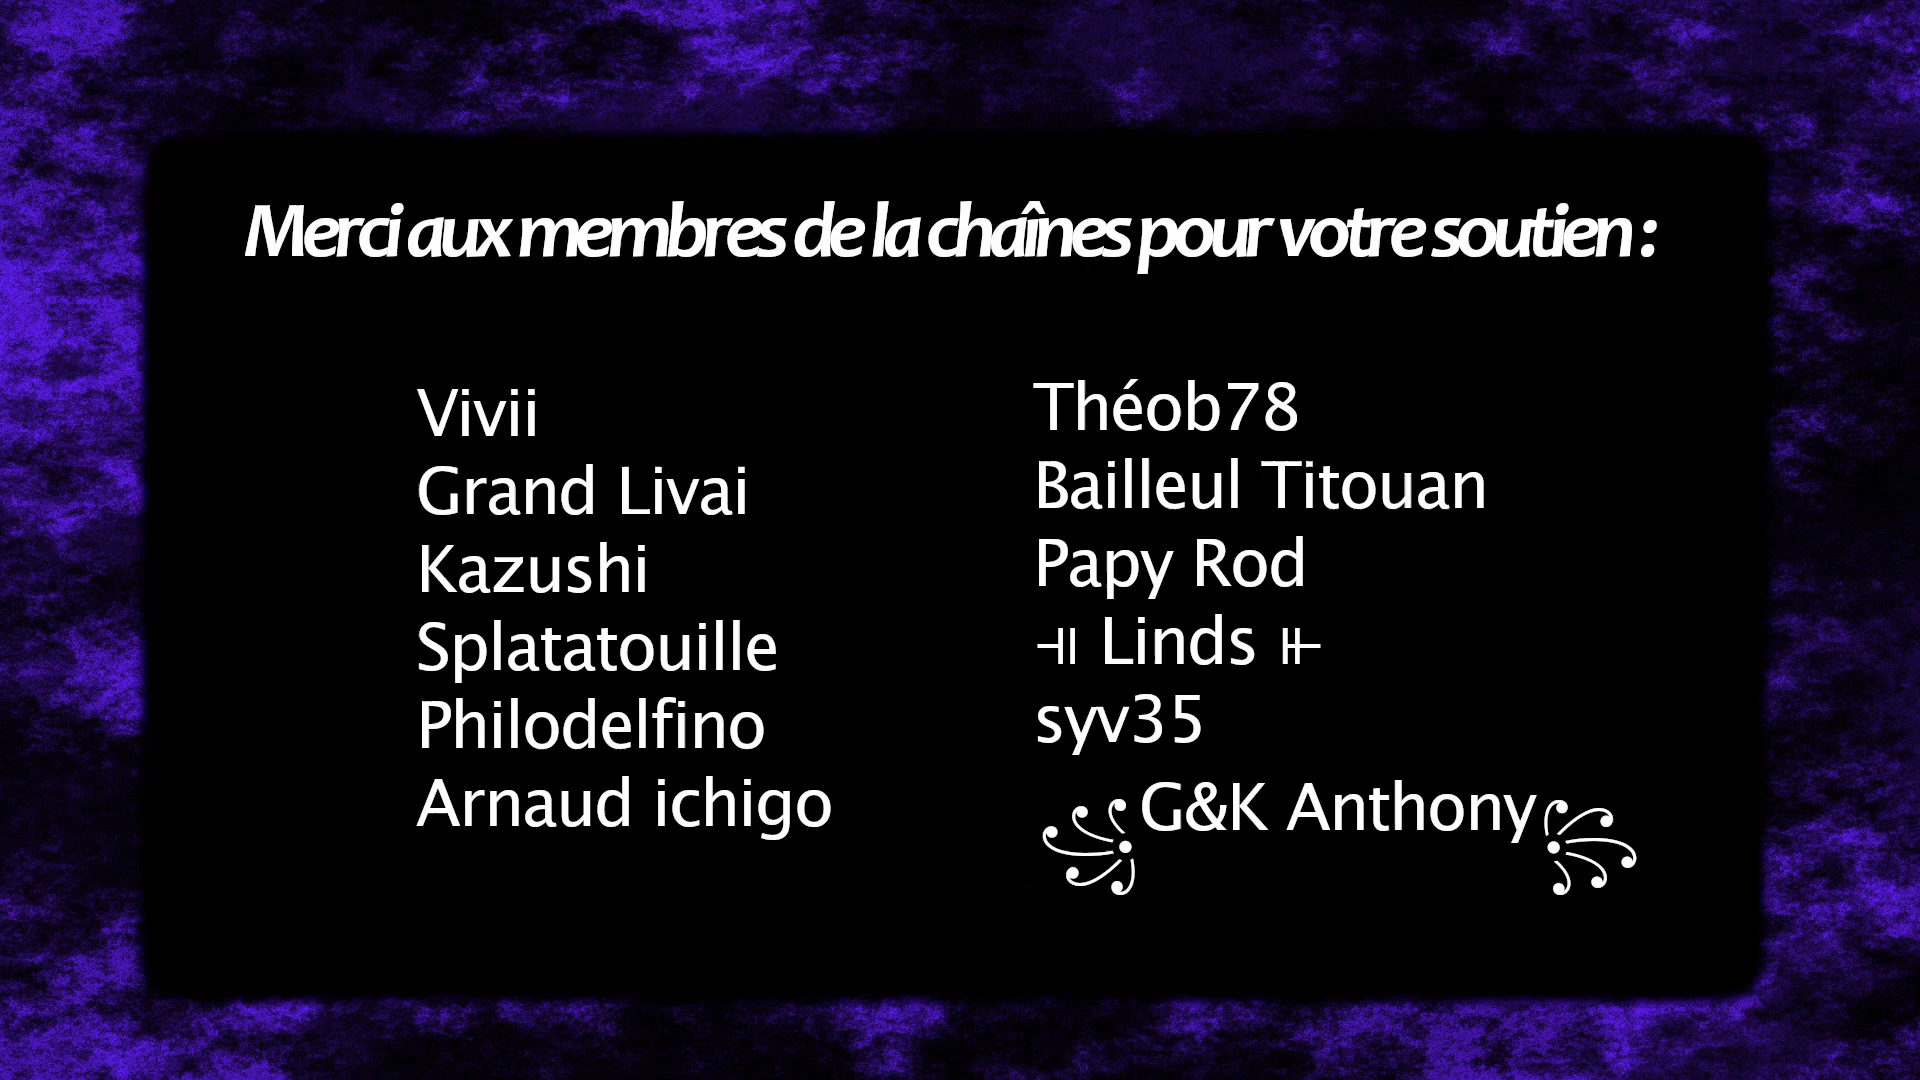 Merci aux membres de la chaînes pour votre soutien :
Vivii
Grand Livai
Kazushi
Splatatouille
Philodelfino
Arnaud ichigo
Théob78
Bailleul Titouan
Papy Rod
⫣ Linds ⊩
syv35
꧁G&K Anthony꧂